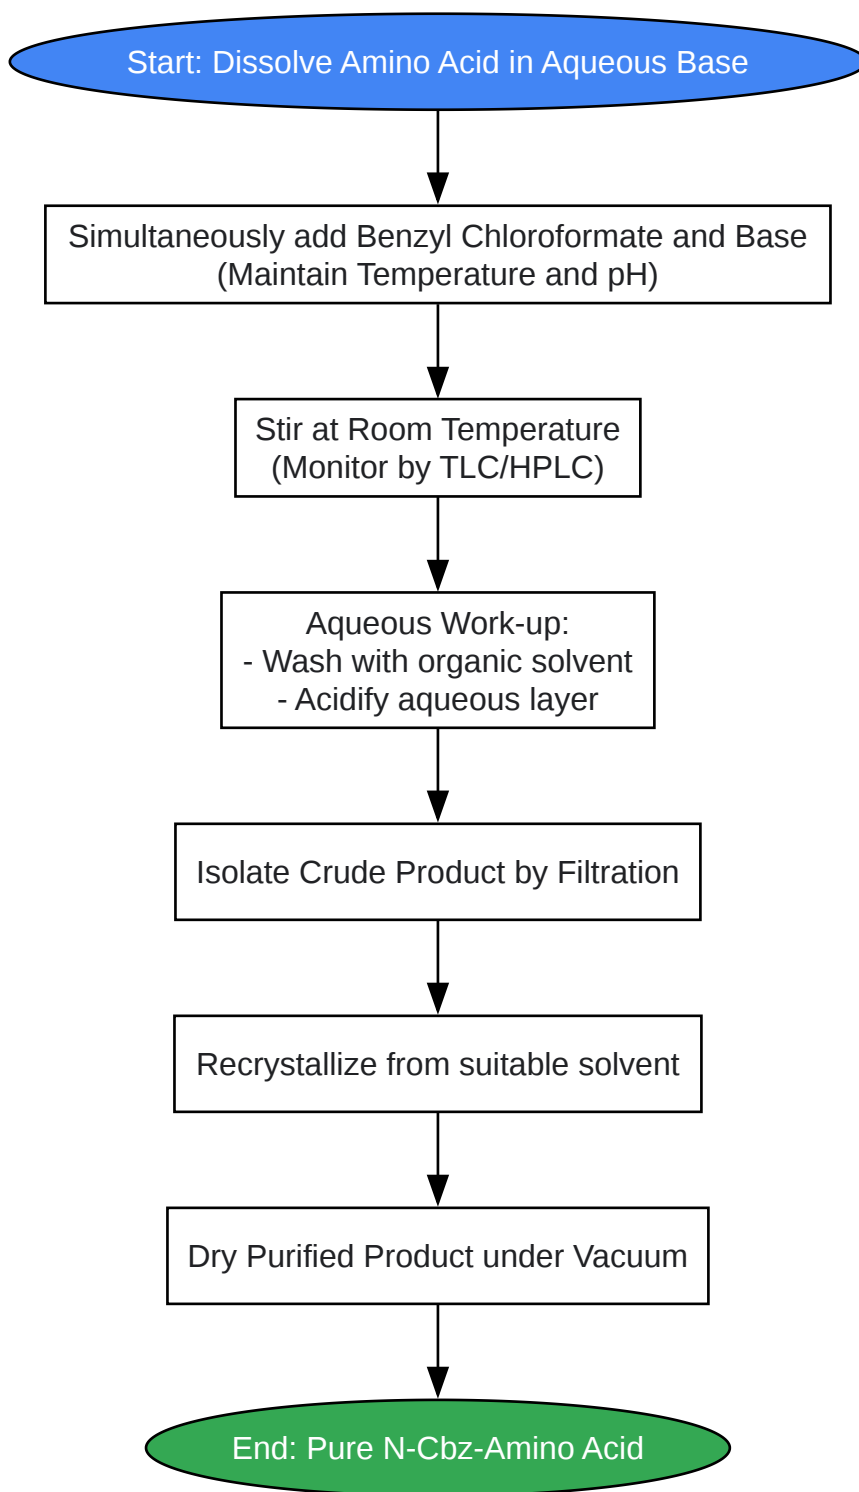 Start: Dissolve Amino Acid in Aqueous Base
Simultaneously add Benzyl Chloroformate and Base
(Maintain Temperature and pH)
Stir at Room Temperature
(Monitor by TLC/HPLC)
Aqueous Work-up:
- Wash with organic solvent
- Acidify aqueous layer
Isolate Crude Product by Filtration
Recrystallize from suitable solvent
Dry Purified Product under Vacuum
End: Pure N-Cbz-Amino Acid